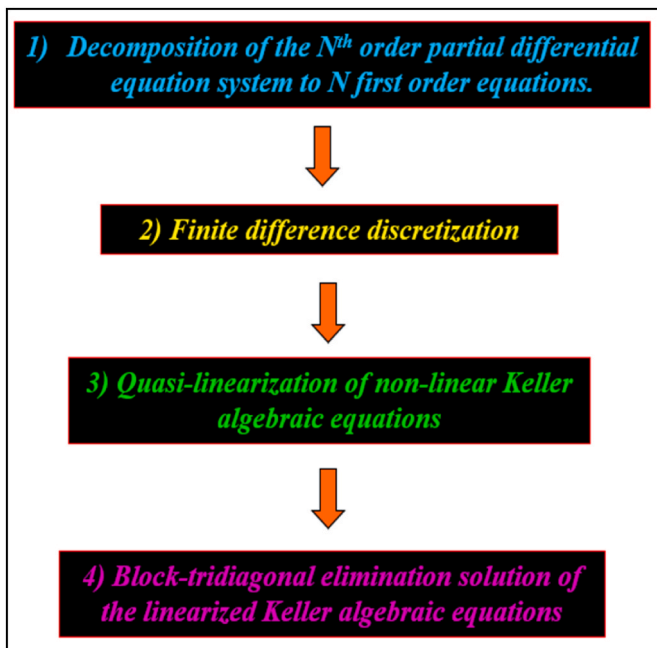 1) Decomposition of the Nth order partial differential
equation system to N first order equations.
2) Finite difference discretization
3) Quasi-linearization of non-linear Keller
algebraic equations
4) Block-tridiagonal elimination solution of
the linearized Keller algebraic equations